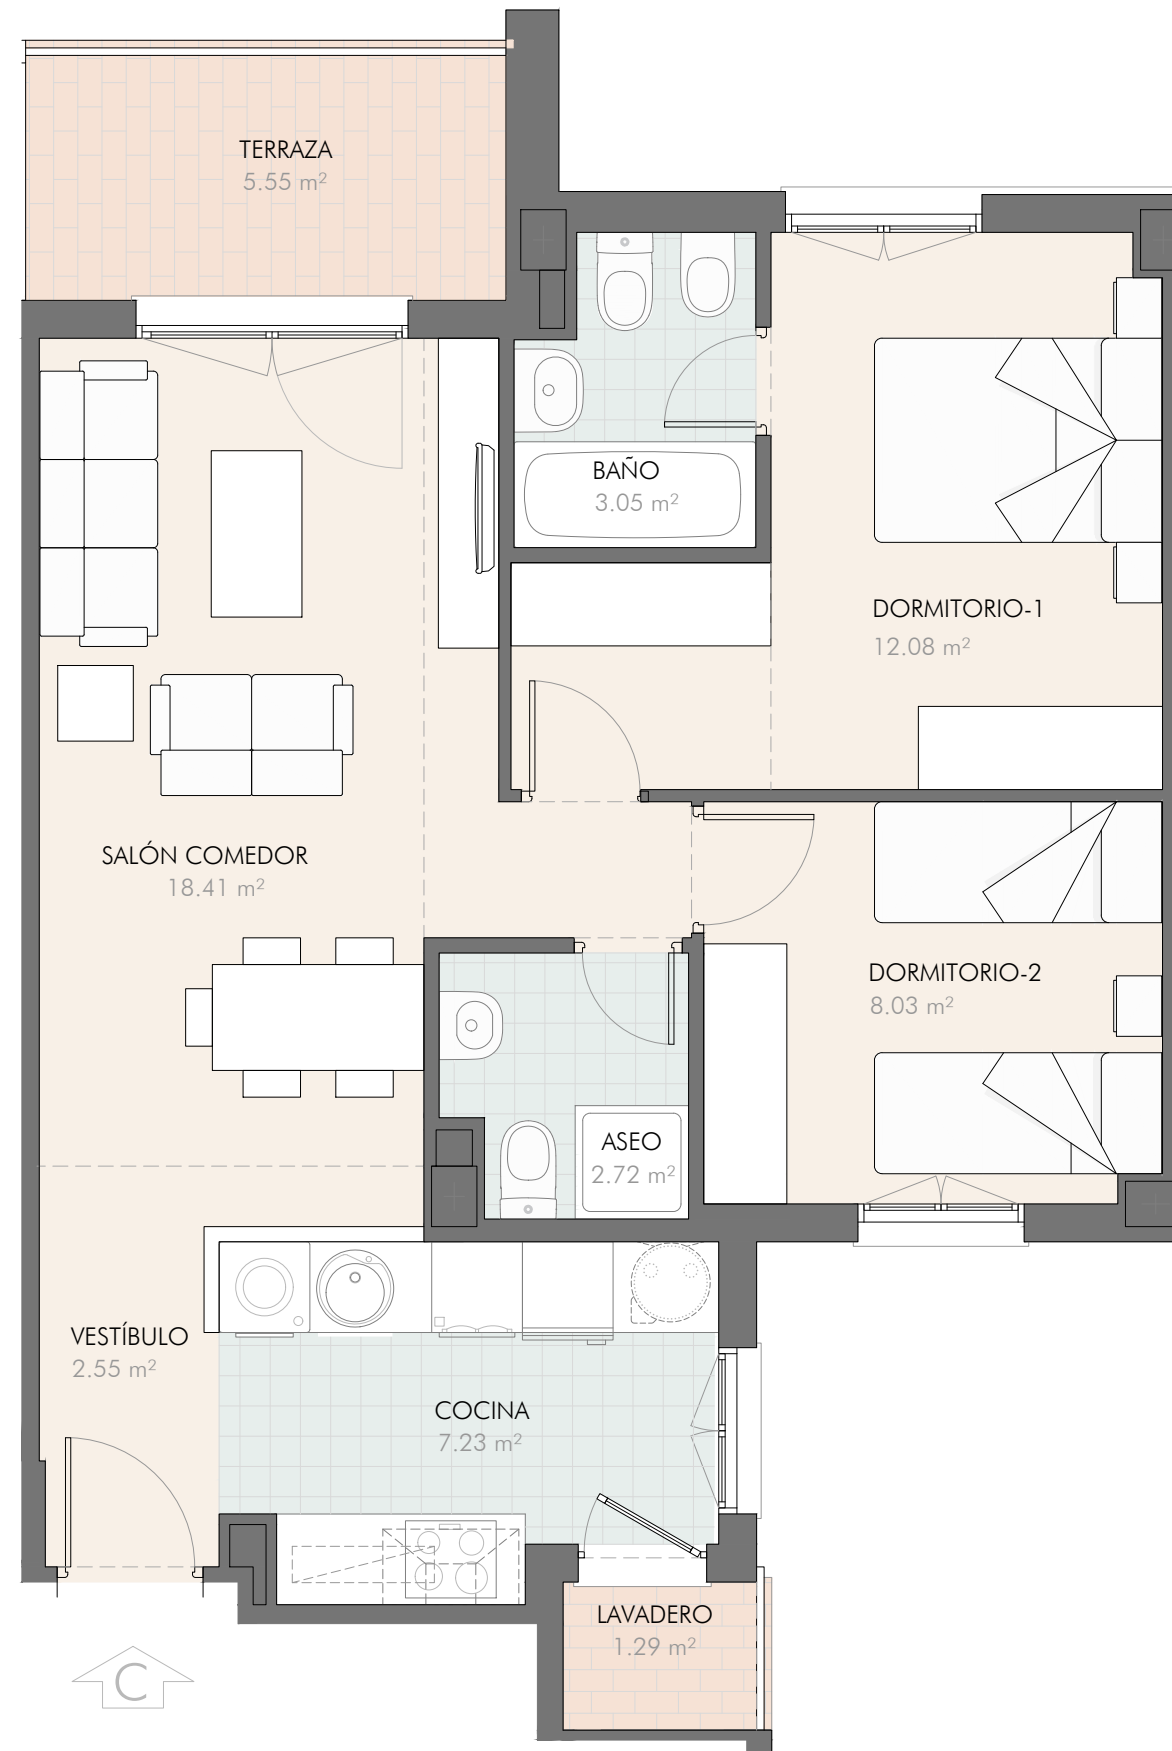 TERRAZA
5.55 m²
BAÑO
3.05 m²
DORMITORIO-1
12.08 m²
SALÓN COMEDOR
18.41 m²
DORMITORIO-2
8.03 m²
ASEO
2.72 m²
VESTÍBULO
2.55 m²
COCINA
7.23 m²
LAVADERO
1.29 m²
C